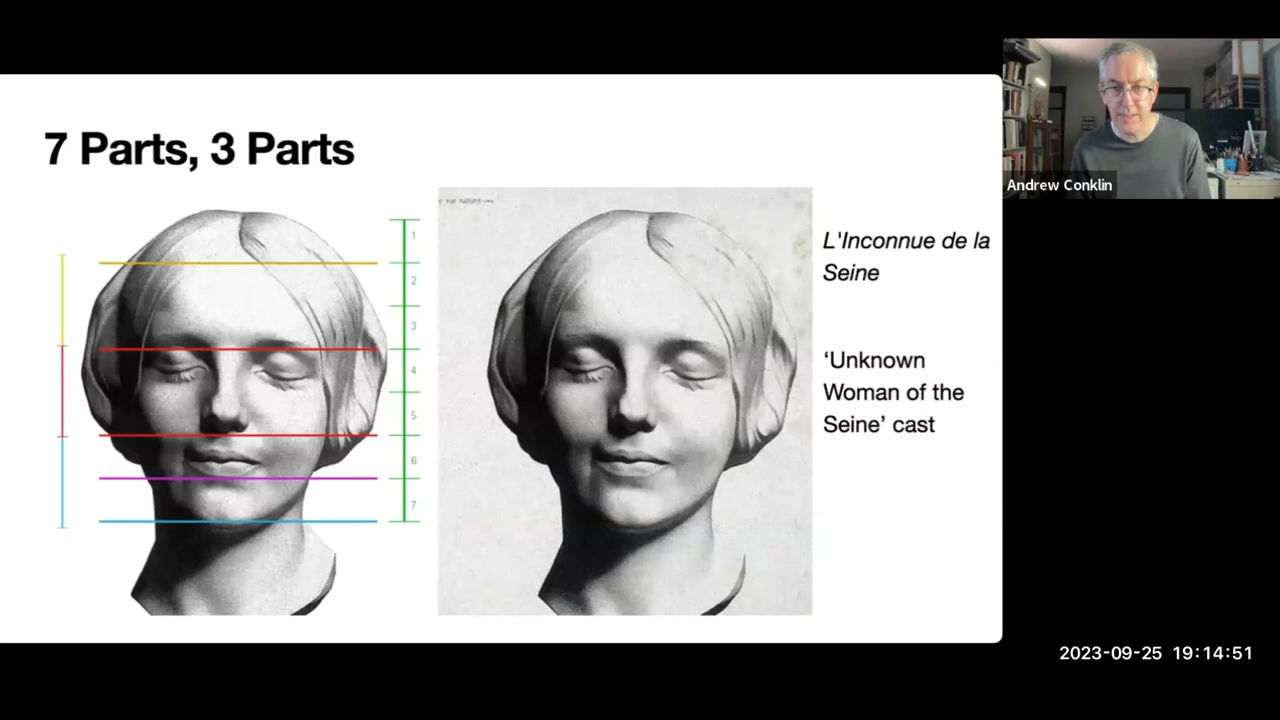 7 Parts, 3 Parts
1
2
3
4
5
6
7
L'Inconnue de la
Seine
‘Unknown
Woman of the
Seine’ cast
Andrew Conklin
2023-09-25 19:14:51